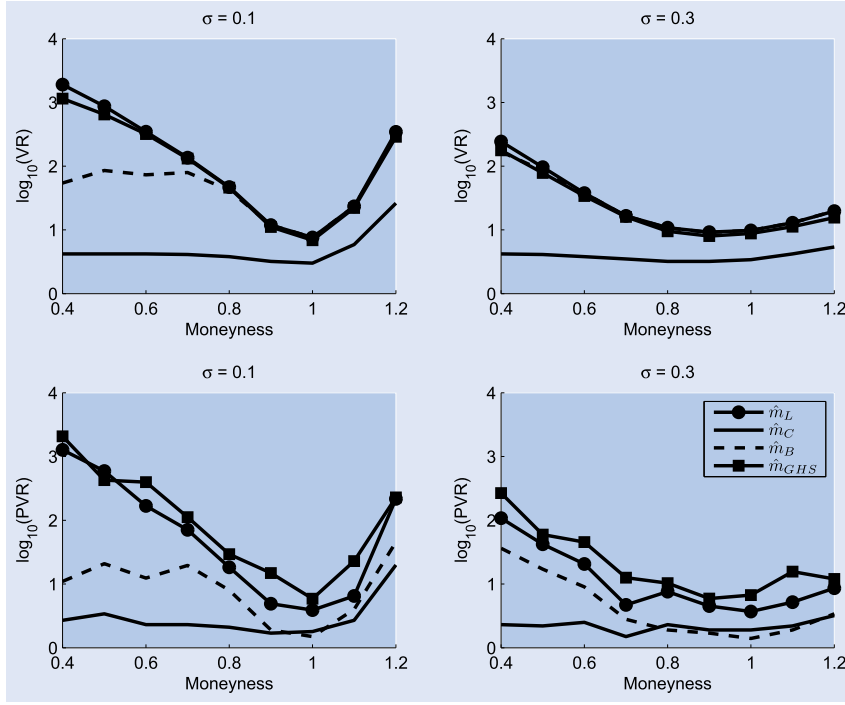 σ = 0.1
4
3
2
1
0
log₁₀(VR)
0.4 0.6 0.8 1 1.2
Moneyness
σ = 0.3
4
3
2
1
0
log₁₀(VR)
0.4 0.6 0.8 1 1.2
Moneyness
σ = 0.1
4
3
2
1
0
log₁₀(PVR)
0.4 0.6 0.8 1 1.2
Moneyness
σ = 0.3
4
3
2
1
0
log₁₀(PVR)
0.4 0.6 0.8 1 1.2
Moneyness
m̂_L
m̂_C
m̂_B
m̂_GHS